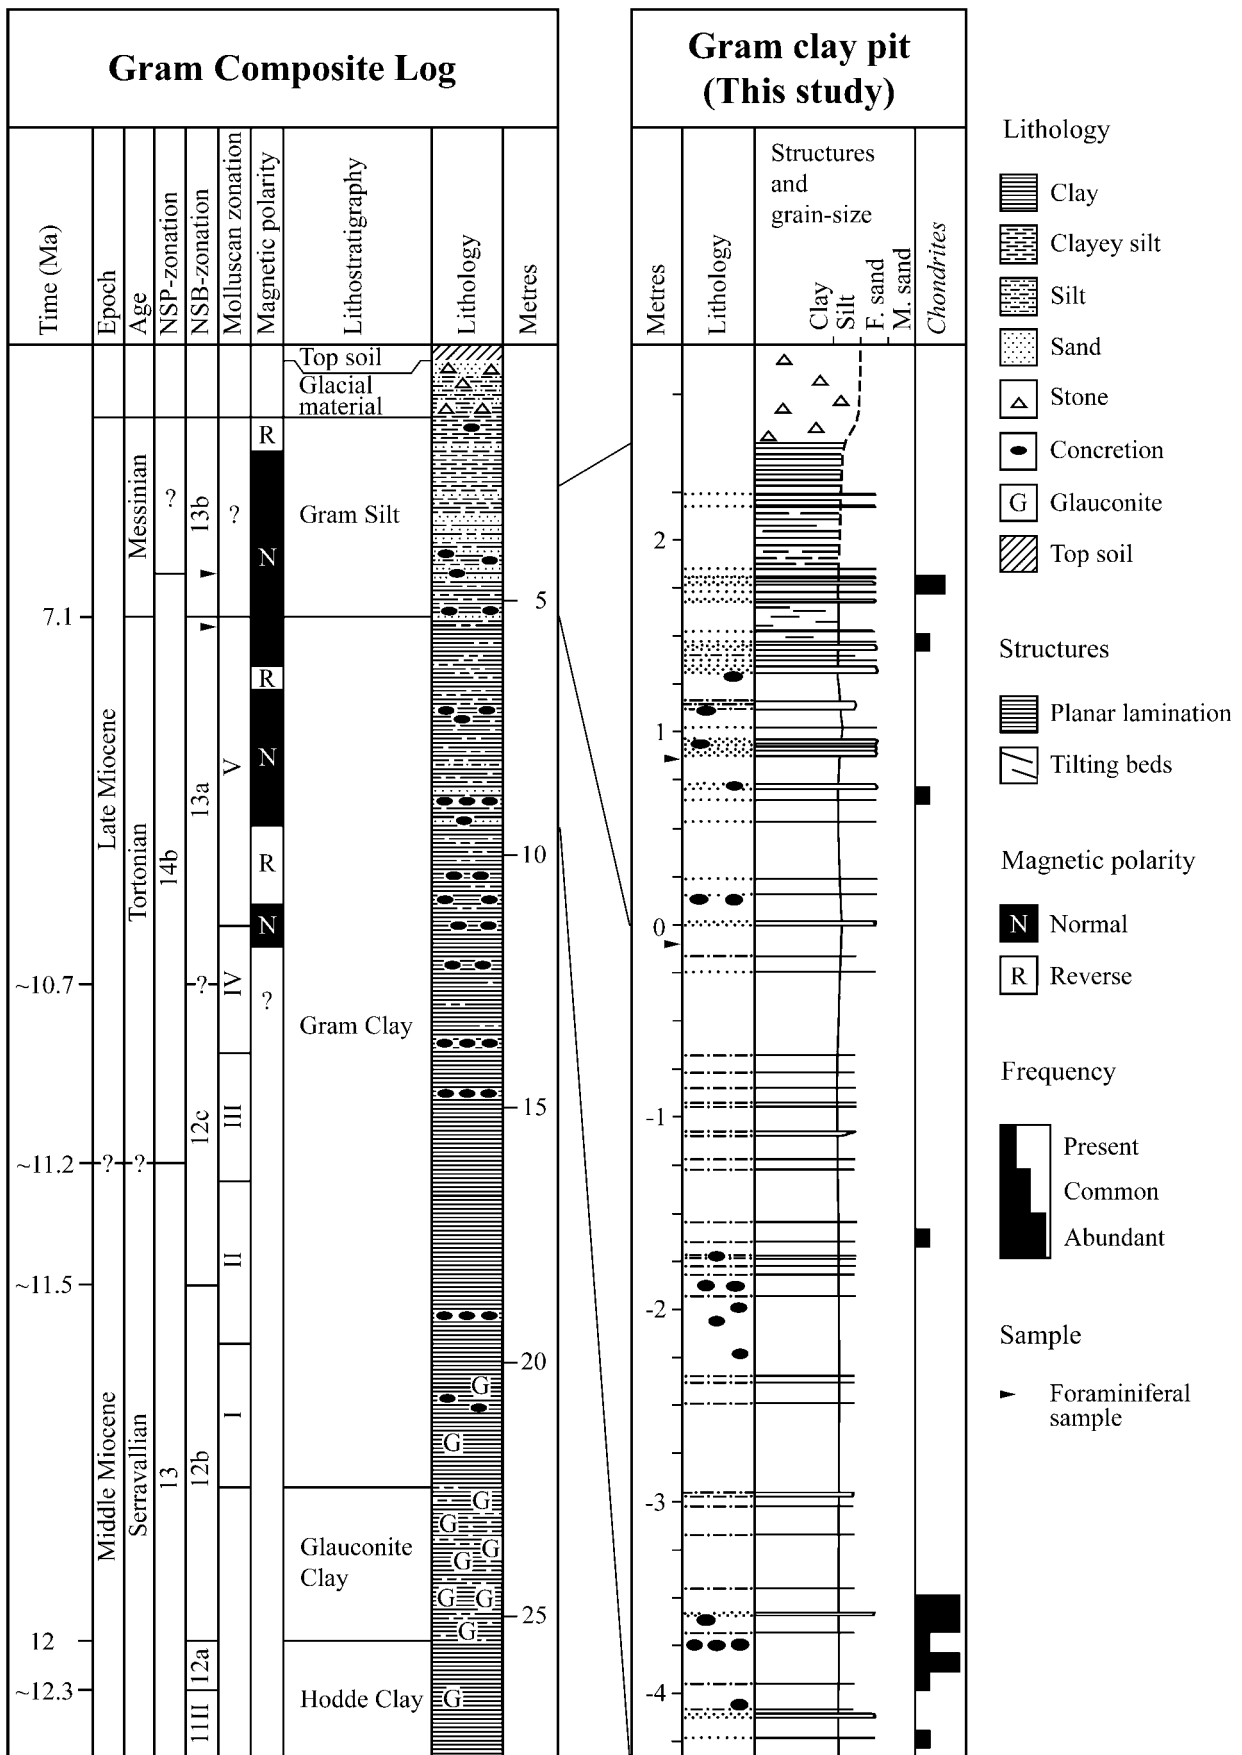 Gram Composite Log
Time (Ma)
Epoch
Age
NSP-zonation
NSB-zonation
Molluscan zonation
Magnetic polarity
Lithostratigraphy
Lithology
Metres
Top soil
Glacial
material
R
Messinian
?
13b
?
N
Gram Silt
5
7.1
R
N
V
13a
Late Miocene
Tortonian
14b
R
10
N
~10.7
?
IV
?
Gram Clay
12c
III
15
~11.2
?
?
II
~11.5
20
G
I
G
Middle Miocene
Serravallian
13
12b
G
G
Glauconite
Clay
G
G
G
G
G
25
12
12a
~12.3
11II
Hodde Clay
G
Gram clay pit
(This study)
Metres
Lithology
Structures
and
grain-size
Clay
Silt
F. sand
M. sand
Chondrites
2
1
0
-1
-2
-3
-4
Lithology
Clay
Clayey silt
Silt
Sand
Stone
Concretion
G Glauconite
Top soil
Structures
Planar lamination
Tilting beds
Magnetic polarity
N Normal
R Reverse
Frequency
Present
Common
Abundant
Sample
Foraminiferal
sample